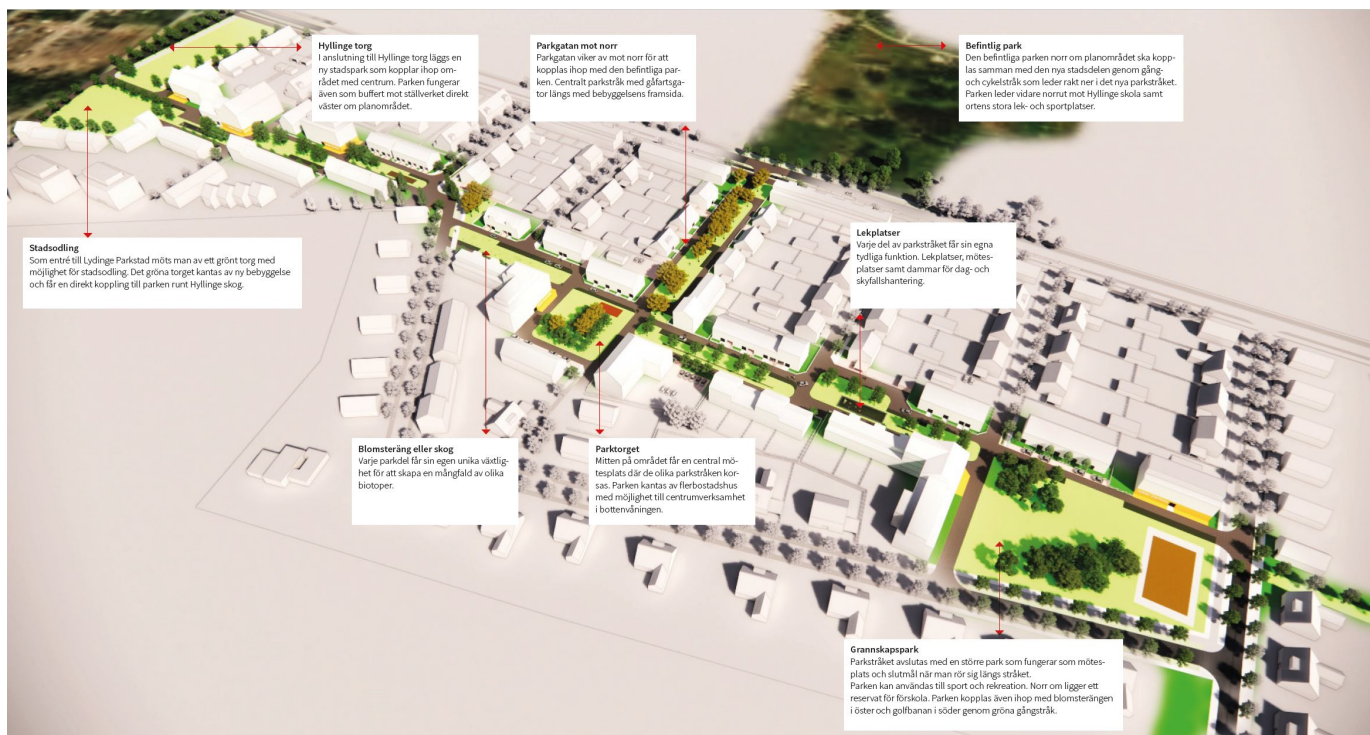 Hyllinge torg
I anslutning till Hyllinge torg läggs en
ny stadspark som kopplar ihop om-
rådet med centrum. Parken fungerar
även som buffert mot ställverket direkt
väster om planområdet.
Parkgatan mot norr
Parkgatan viker av mot norr för att
kopplas ihop med den befintliga par-
ken. Centralt parkstråk med gåfartsga-
tor längs med bebyggelsens framsida.
Befintlig park
Den befintliga parken norr om planområdet ska kopp-
las samman med den nya stadsdelen genom gång-
och cykelstråk som leder rakt ner i det nya parkstråket.
Parken leder vidare norrut mot Hyllinge skola samt
ortens stora lek- och sportplatser.
Stadsodling
Som entré till Lydinge Parkstad möts man av ett grönt torg med
möjlighet för stadsodling. Det gröna torget kantas av ny bebyggelse
och får en direkt koppling till parken runt Hyllinge skog.
Lekplatser
Varje del av parkstråket får sin egna
tydliga funktion. Lekplatser, mötes-
platser samt dammar för dag- och
skyfallshantering.
Blomsteräng eller skog
Varje parkdel får sin egen unika växtlig-
het för att skapa en mångfald av olika
biotoper.
Parktorget
Mitten på området får en central mö-
tesplats där de olika parkstråken kor-
sas. Parken kantas av flerbostadshus
med möjlighet till centrumverksamhet
i bottenvåningen.
Grannskapspark
Parkstråket avslutas med en större park som fungerar som mötes-
plats och slutmål när man rör sig längs stråket.
Parken kan användas till sport och rekreation. Norr om ligger ett
reservat för förskola. Parken kopplas även ihop med blomsterängen
i öster och golfbanan i söder genom gröna gångstråk.